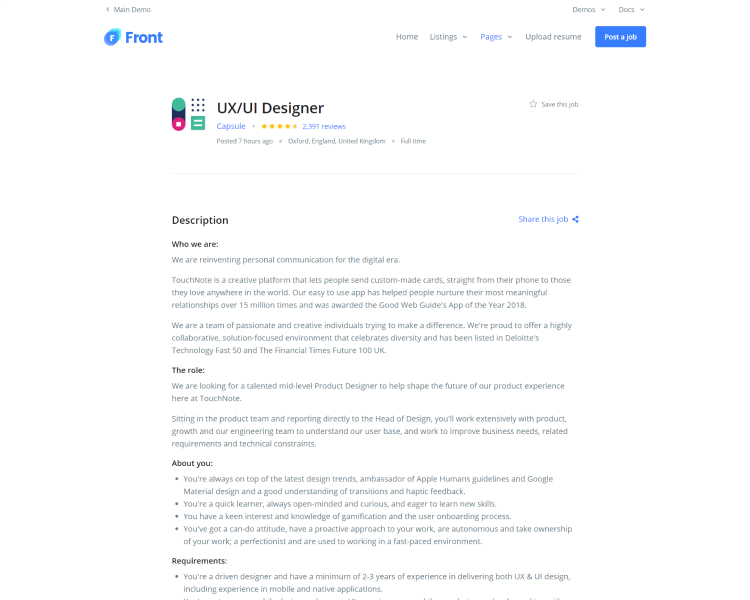 Main Demo
Demos
Docs
Front
Home
Listings
Pages
Upload resume
Post a job
UX/UI Designer
Save this job
Capsule
2,391 reviews
Posted 7 hours ago
Oxford, England, United Kingdom
Full time
Description
Share this job
Who we are:
We are reinventing personal communication for the digital era.
TouchNote is a creative platform that lets people send custom-made cards, straight from their phone to those
they love anywhere in the world. Our easy to use app has helped people nurture their most meaningful
relationships over 15 million times and was awarded the Good Web Guide's App of the Year 2018.
We are a team of passionate and creative individuals trying to make a difference. We're proud to offer a highly
collaborative, solution-focused environment that celebrates diversity and has been listed in Deloitte's
Technology Fast 50 and The Financial Times Future 100 UK.
The role:
We are looking for a talented mid-level Product Designer to help shape the future of our product experience
here at TouchNote.
Sitting in the product team and reporting directly to the Head of Design, you'll work extensively with product,
growth and our engineering team to understand our user base, and work to improve business needs, related
requirements and technical constraints.
About you:
You're always on top of the latest design trends, ambassador of Apple Humans guidelines and Google
Material design and a good understanding of transitions and haptic feedback.
You're a quick learner, always open-minded and curious, and eager to learn new skills.
You have a keen interest and knowledge of gamification and the user onboarding process.
You've got a can-do attitude, have a proactive approach to your work, are autonomous and take ownership
of your work; a perfectionist and are used to working in a fast-paced environment.
Requirements:
You're a driven designer and have a minimum of 2-3 years of experience in delivering both UX & UI design,
including experience in mobile and native applications.